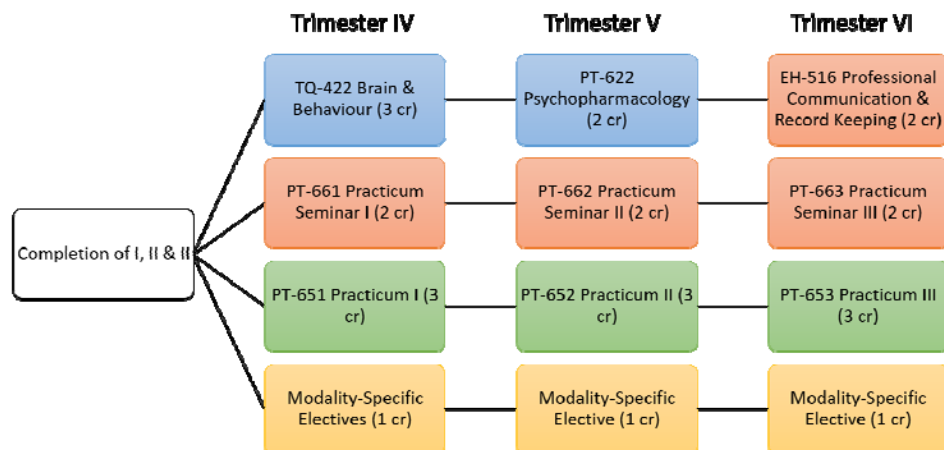 Trimester IV
Trimester V
Trimester VI
TQ-422 Brain &
Behaviour (3 cr)
PT-622
Psychopharmacology
(2 cr)
EH-516 Professional
Communication &
Record Keeping (2 cr)
PT-661 Practicum
Seminar I (2 cr)
PT-662 Practicum
Seminar II (2 cr)
PT-663 Practicum
Seminar III (2 cr)
Completion of I, II & II
PT-651 Practicum I (3
cr)
PT-652 Practicum II (3
cr)
PT-653 Practicum III
(3 cr)
Modality-Specific
Electives (1 cr)
Modality-Specific
Elective (1 cr)
Modality-Specific
Elective (1 cr)